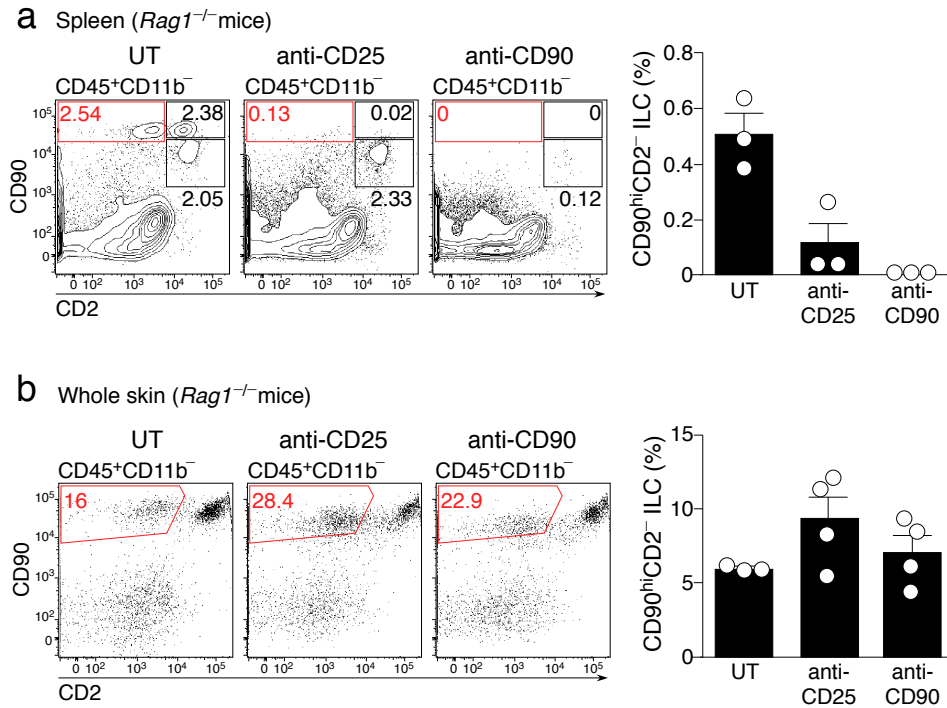 a Spleen (Rag1–/– mice)
UT
anti-CD25
anti-CD90
CD45+CD11b–
CD45+CD11b–
CD45+CD11b–
2.54
2.38
2.05
0.13
0.02
2.33
0
0
0.12
CD90
10⁵
10⁴
10³
10²
0
0 10² 10³ 10⁴ 10⁵
0 10² 10³ 10⁴ 10⁵
0 10² 10³ 10⁴ 10⁵
CD2
CD90hiCD2– ILC (%)
0.8
0.6
0.4
0.2
0
UT
anti-
CD25
anti-
CD90
b Whole skin (Rag1–/– mice)
UT
anti-CD25
anti-CD90
CD45+CD11b–
CD45+CD11b–
CD45+CD11b–
16
28.4
22.9
CD90
10⁵
10⁴
10³
10²
0
0 10² 10³ 10⁴ 10⁵
0 10² 10³ 10⁴ 10⁵
0 10² 10³ 10⁴ 10⁵
CD2
CD90hiCD2– ILC (%)
15
10
5
0
UT
anti-
CD25
anti-
CD90